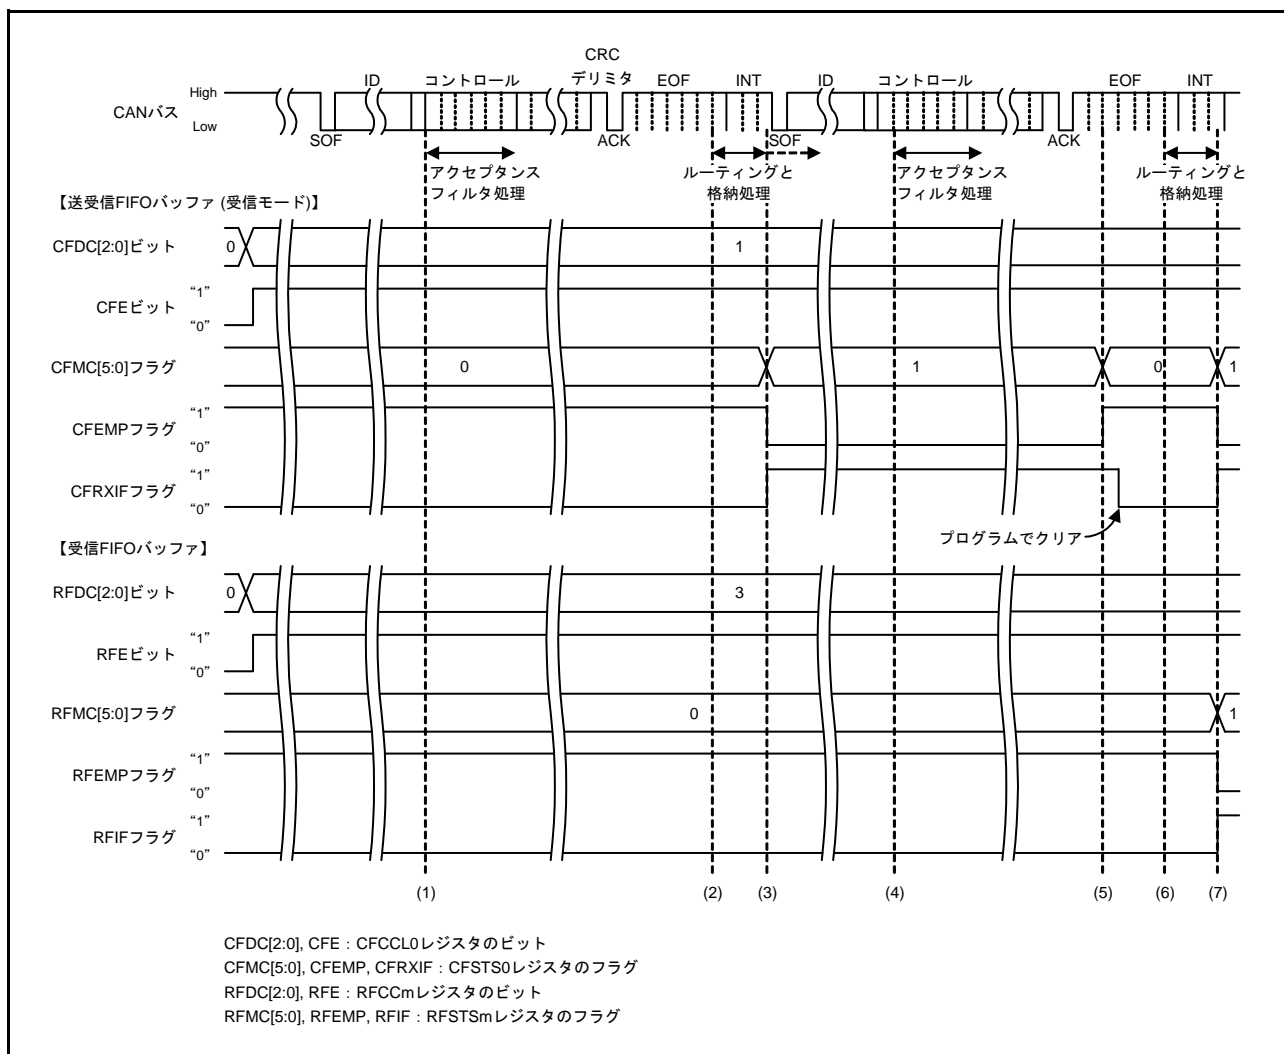 CRC
ID コントロール デリミタ EOF INT ID コントロール EOF INT
High
CANバス
Low
SOF ACK SOF ACK
アクセプタンス
フィルタ処理
ルーティングと
格納処理
アクセプタンス
フィルタ処理
ルーティングと
格納処理
【送受信FIFOバッファ (受信モード)】
CFDC[2:0]ビット 0 1
“1”
CFEビット
“0”
CFMC[5:0]フラグ 0 1 0 1
“1”
CFEMPフラグ
“0”
“1”
CFRXIFフラグ
“0”
プログラムでクリア
【受信FIFOバッファ】
RFDC[2:0]ビット 0 3
“1”
RFEビット
“0”
RFMC[5:0]フラグ 0 1
“1”
RFEMPフラグ
“0”
“1”
RFIFフラグ
“0”
(1) (2) (3) (4) (5) (6) (7)
CFDC[2:0], CFE : CFCCL0レジスタのビット
CFMC[5:0], CFEMP, CFRXIF : CFSTS0レジスタのフラグ
RFDC[2:0], RFE : RFCCmレジスタのビット
RFMC[5:0], RFEMP, RFIF : RFSTSmレジスタのフラグ